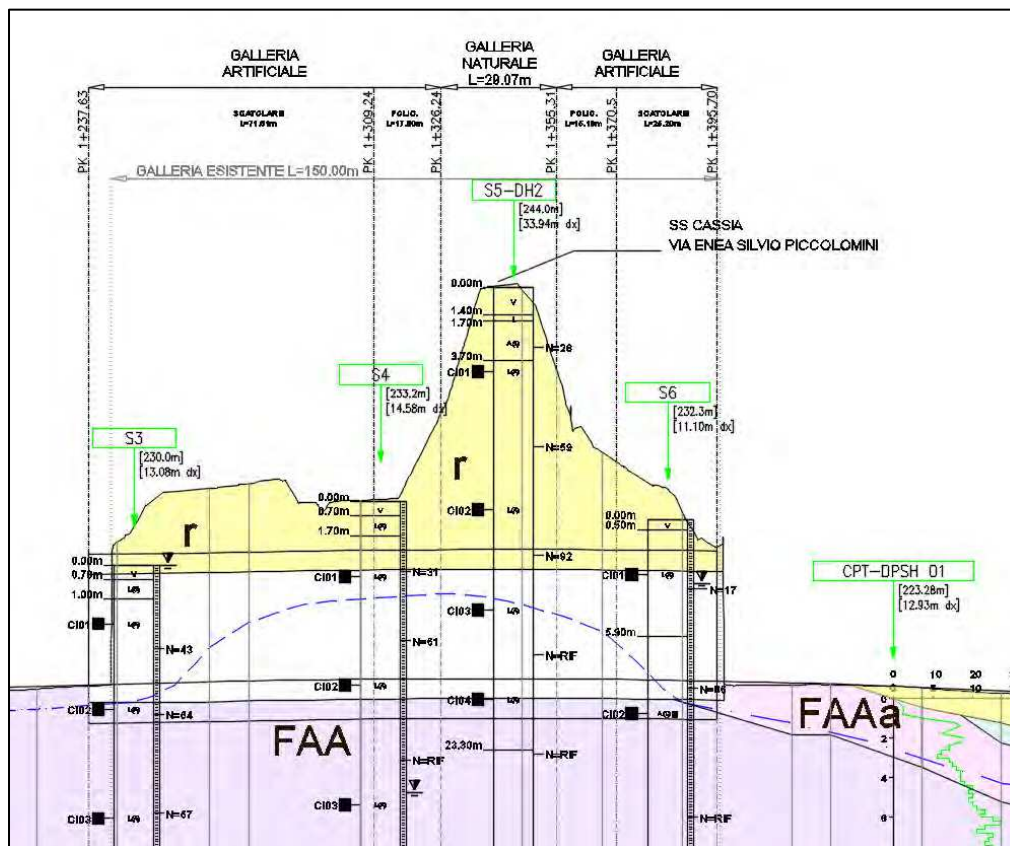 GALLERIA
ARTIFICIALE
GALLERIA
NATURALE
L=29.07m
GALLERIA
ARTIFICIALE
PK 1+237.63
SCATOLARE
PK 1+309.24
POLIC.
PK 1+326.24
PK 1+355.31
POLIC.
PK 1+370.5
SCATOLARE
PK 1+395.70
GALLERIA ESISTENTE L=150.00m
S5-DH2
[244.0m]
[33.94m dx]
SS CASSIA
VIA ENEA SILVIO PICCOLOMINI
0.00m
V
1.40m
1.70m
L
3.70m
N=26
CI01
S4
[233.2m]
[14.58m dx]
S6
[232.3m]
[11.10m dx]
S3
[230.0m]
[13.08m dx]
N=59
r
r
CI02
0.00m
0.70m
V
1.70m
0.00m
0.50m
V
N=92
0.00m
0.70m
V
1.00m
CI01
N=31
CI01
N=17
CPT-DPSH 01
[223.28m]
[12.93m dx]
CI03
CI01
N=43
N=61
5.90m
N=RIF
CI02
CI04
N=86
0 10 20
CI02
N=64
CI02
FAA
FAAa
0
2
4
6
23.30m
N=RIF
N=RIF
CI03
CI03
N=67
N=RIF